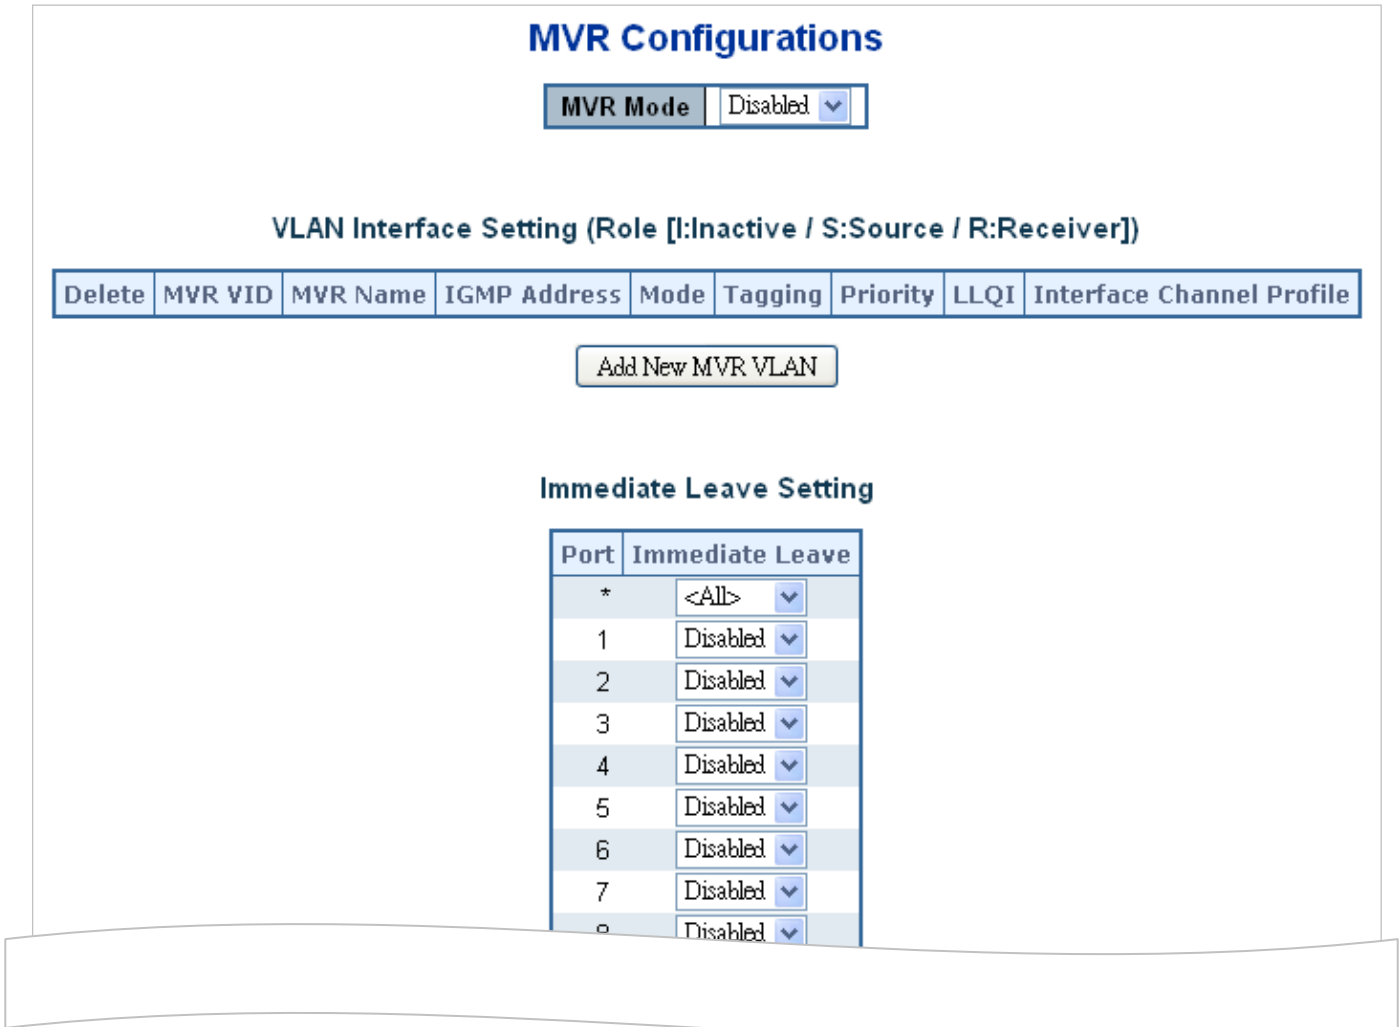 MVR Configurations
MVR Mode Disabled
VLAN Interface Setting (Role [I:Inactive / S:Source / R:Receiver])
Delete MVR VID MVR Name IGMP Address Mode Tagging Priority LLQI Interface Channel Profile
Add New MVR VLAN
Immediate Leave Setting
Port Immediate Leave
* <All>
1 Disabled
2 Disabled
3 Disabled
4 Disabled
5 Disabled
6 Disabled
7 Disabled
Disabled